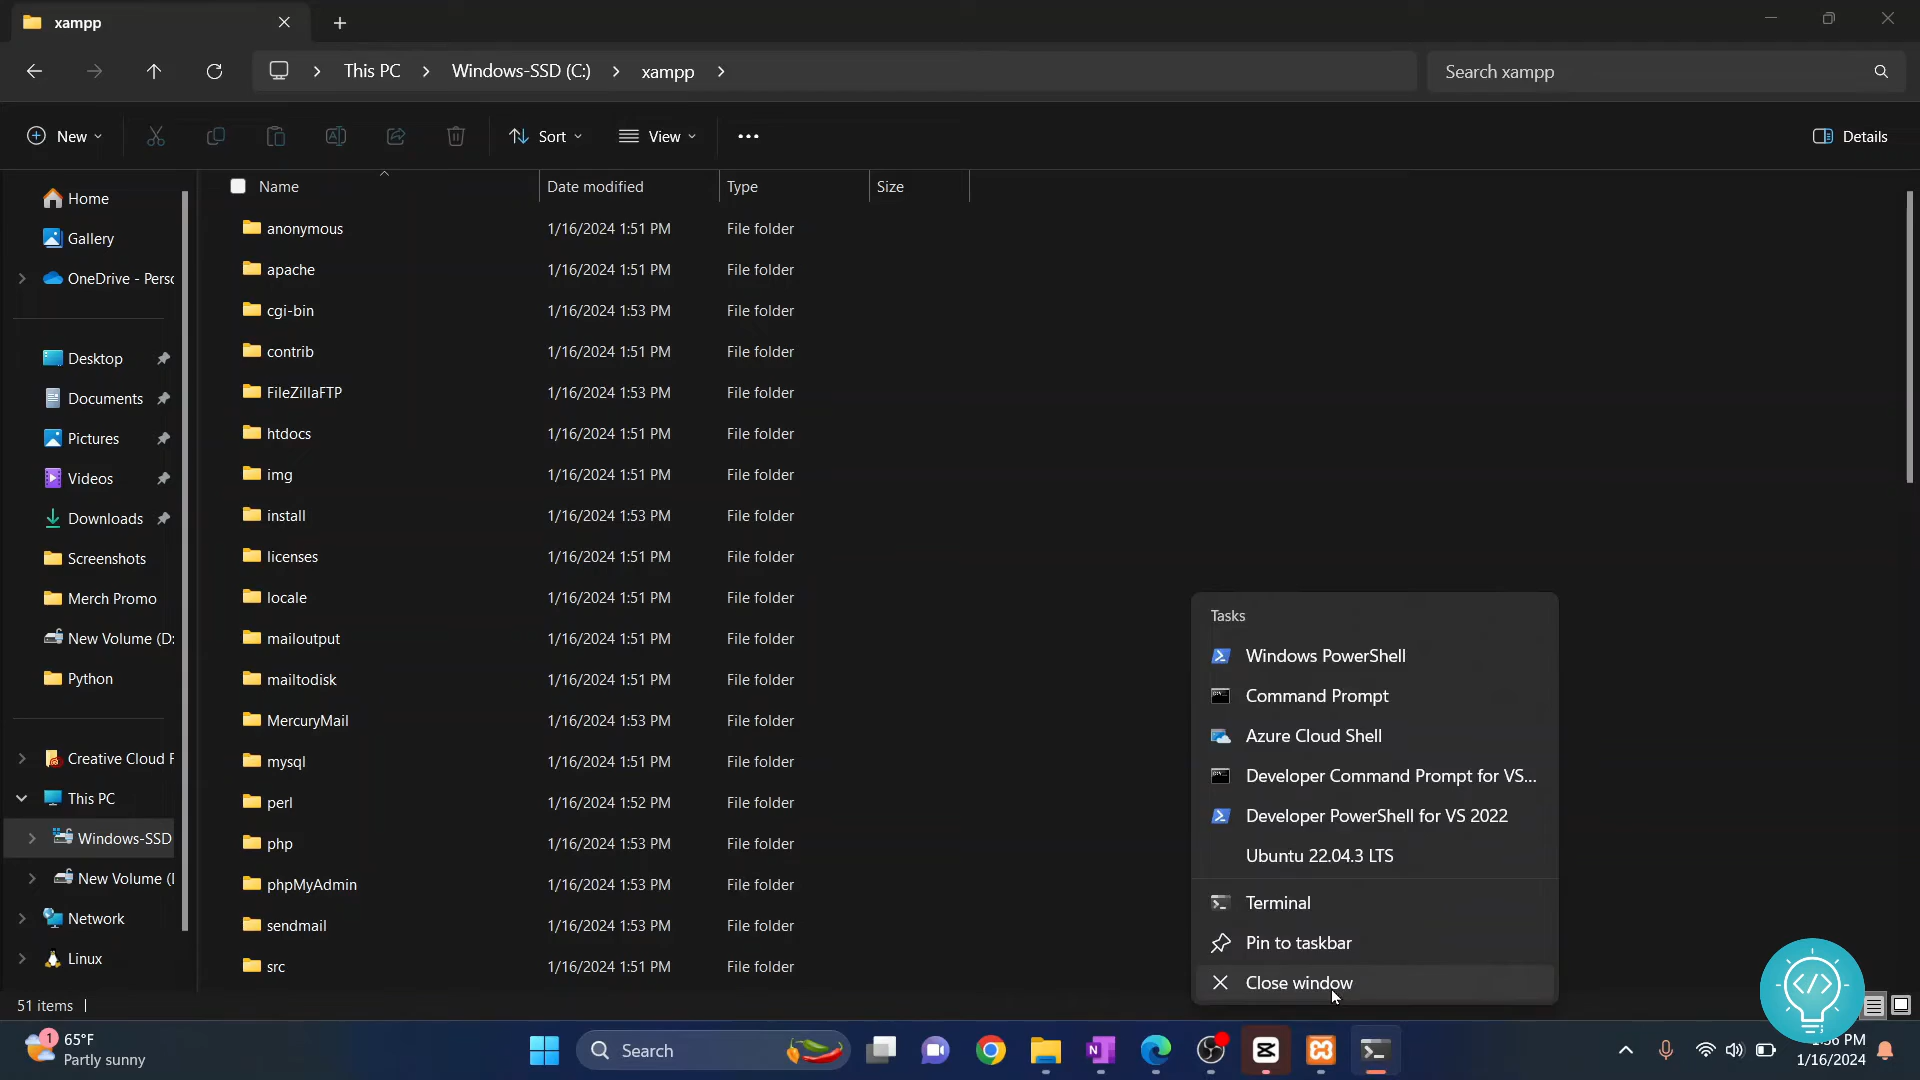 xampp
This PC
Windows-SSD (C:)
xampp
Search xampp
New
Sort
View
Details
Name
Date modified
Type
Size
Home
Gallery
OneDrive - Pers
Desktop
Documents
Pictures
Videos
Downloads
Screenshots
Merch Promo
New Volume (D:
Python
Creative Cloud F
This PC
Windows-SSD
New Volume (
Network
Linux
anonymous 1/16/2024 1:51 PM File folder
apache 1/16/2024 1:51 PM File folder
cgi-bin 1/16/2024 1:53 PM File folder
contrib 1/16/2024 1:51 PM File folder
FileZillaFTP 1/16/2024 1:53 PM File folder
htdocs 1/16/2024 1:51 PM File folder
img 1/16/2024 1:51 PM File folder
install 1/16/2024 1:53 PM File folder
licenses 1/16/2024 1:51 PM File folder
locale 1/16/2024 1:51 PM File folder
mailoutput 1/16/2024 1:51 PM File folder
mailtodisk 1/16/2024 1:51 PM File folder
MercuryMail 1/16/2024 1:53 PM File folder
mysql 1/16/2024 1:51 PM File folder
perl 1/16/2024 1:52 PM File folder
php 1/16/2024 1:53 PM File folder
phpMyAdmin 1/16/2024 1:53 PM File folder
sendmail 1/16/2024 1:53 PM File folder
src 1/16/2024 1:51 PM File folder
Tasks
Windows PowerShell
Command Prompt
Azure Cloud Shell
Developer Command Prompt for VS...
Developer PowerShell for VS 2022
Ubuntu 22.04.3 LTS
Terminal
Pin to taskbar
Close window
51 items
1
65°F
Partly sunny
Search
PM
1/16/2024